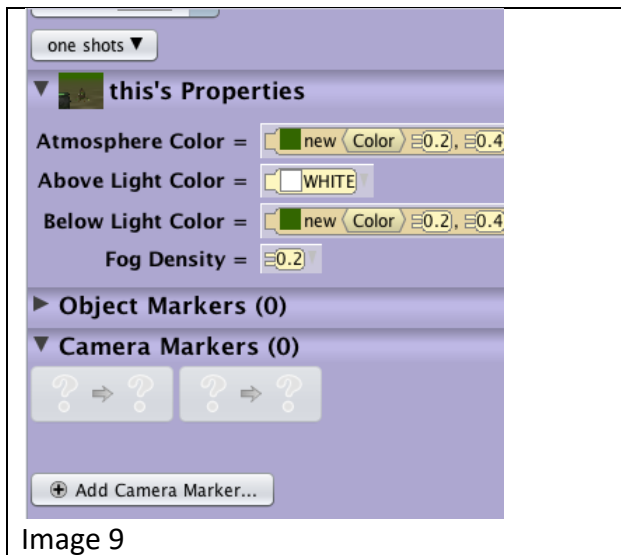 one shots ▼
this's Properties
Atmosphere Color = new Color 0.2, 0.4
Above Light Color = WHITE
Below Light Color = new Color 0.2, 0.4
Fog Density = 0.2
Object Markers (0)
Camera Markers (0)
? ⇒ ? ? ⇒ ?
Add Camera Marker...
Image 9